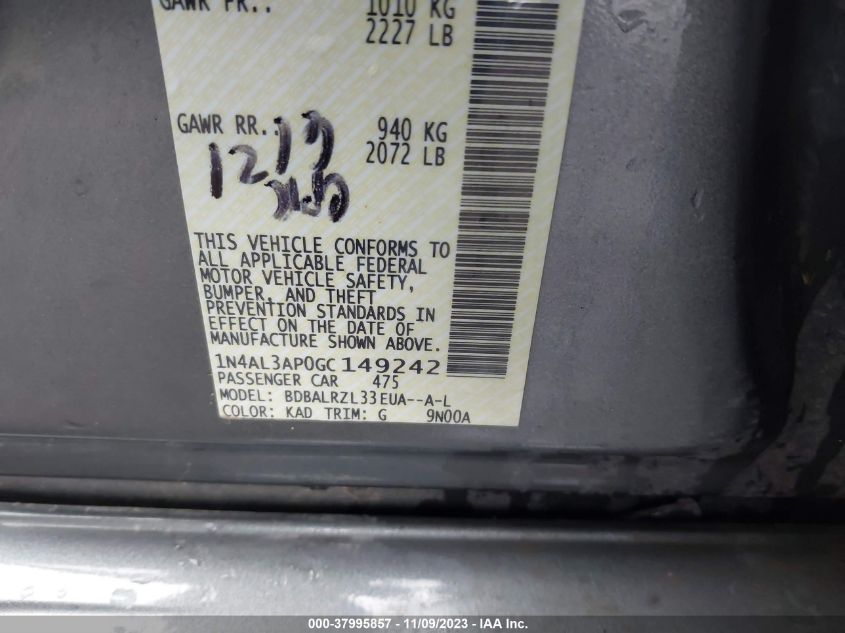 GAWR FR.: 1010 KG
2227 LB
GAWR RR.: 940 KG
2072 LB
THIS VEHICLE CONFORMS TO
ALL APPLICABLE FEDERAL
MOTOR VEHICLE SAFETY,
BUMPER, AND THEFT
PREVENTION STANDARDS IN
EFFECT ON THE DATE OF
MANUFACTURE SHOWN ABOVE.
1N4AL3AP0GC149242
PASSENGER CAR 475
MODEL: BDBALRZL33EUA--A-L
COLOR: KAD TRIM: G 9N00A
000-37995857 - 11/09/2023 - © IAA Inc.